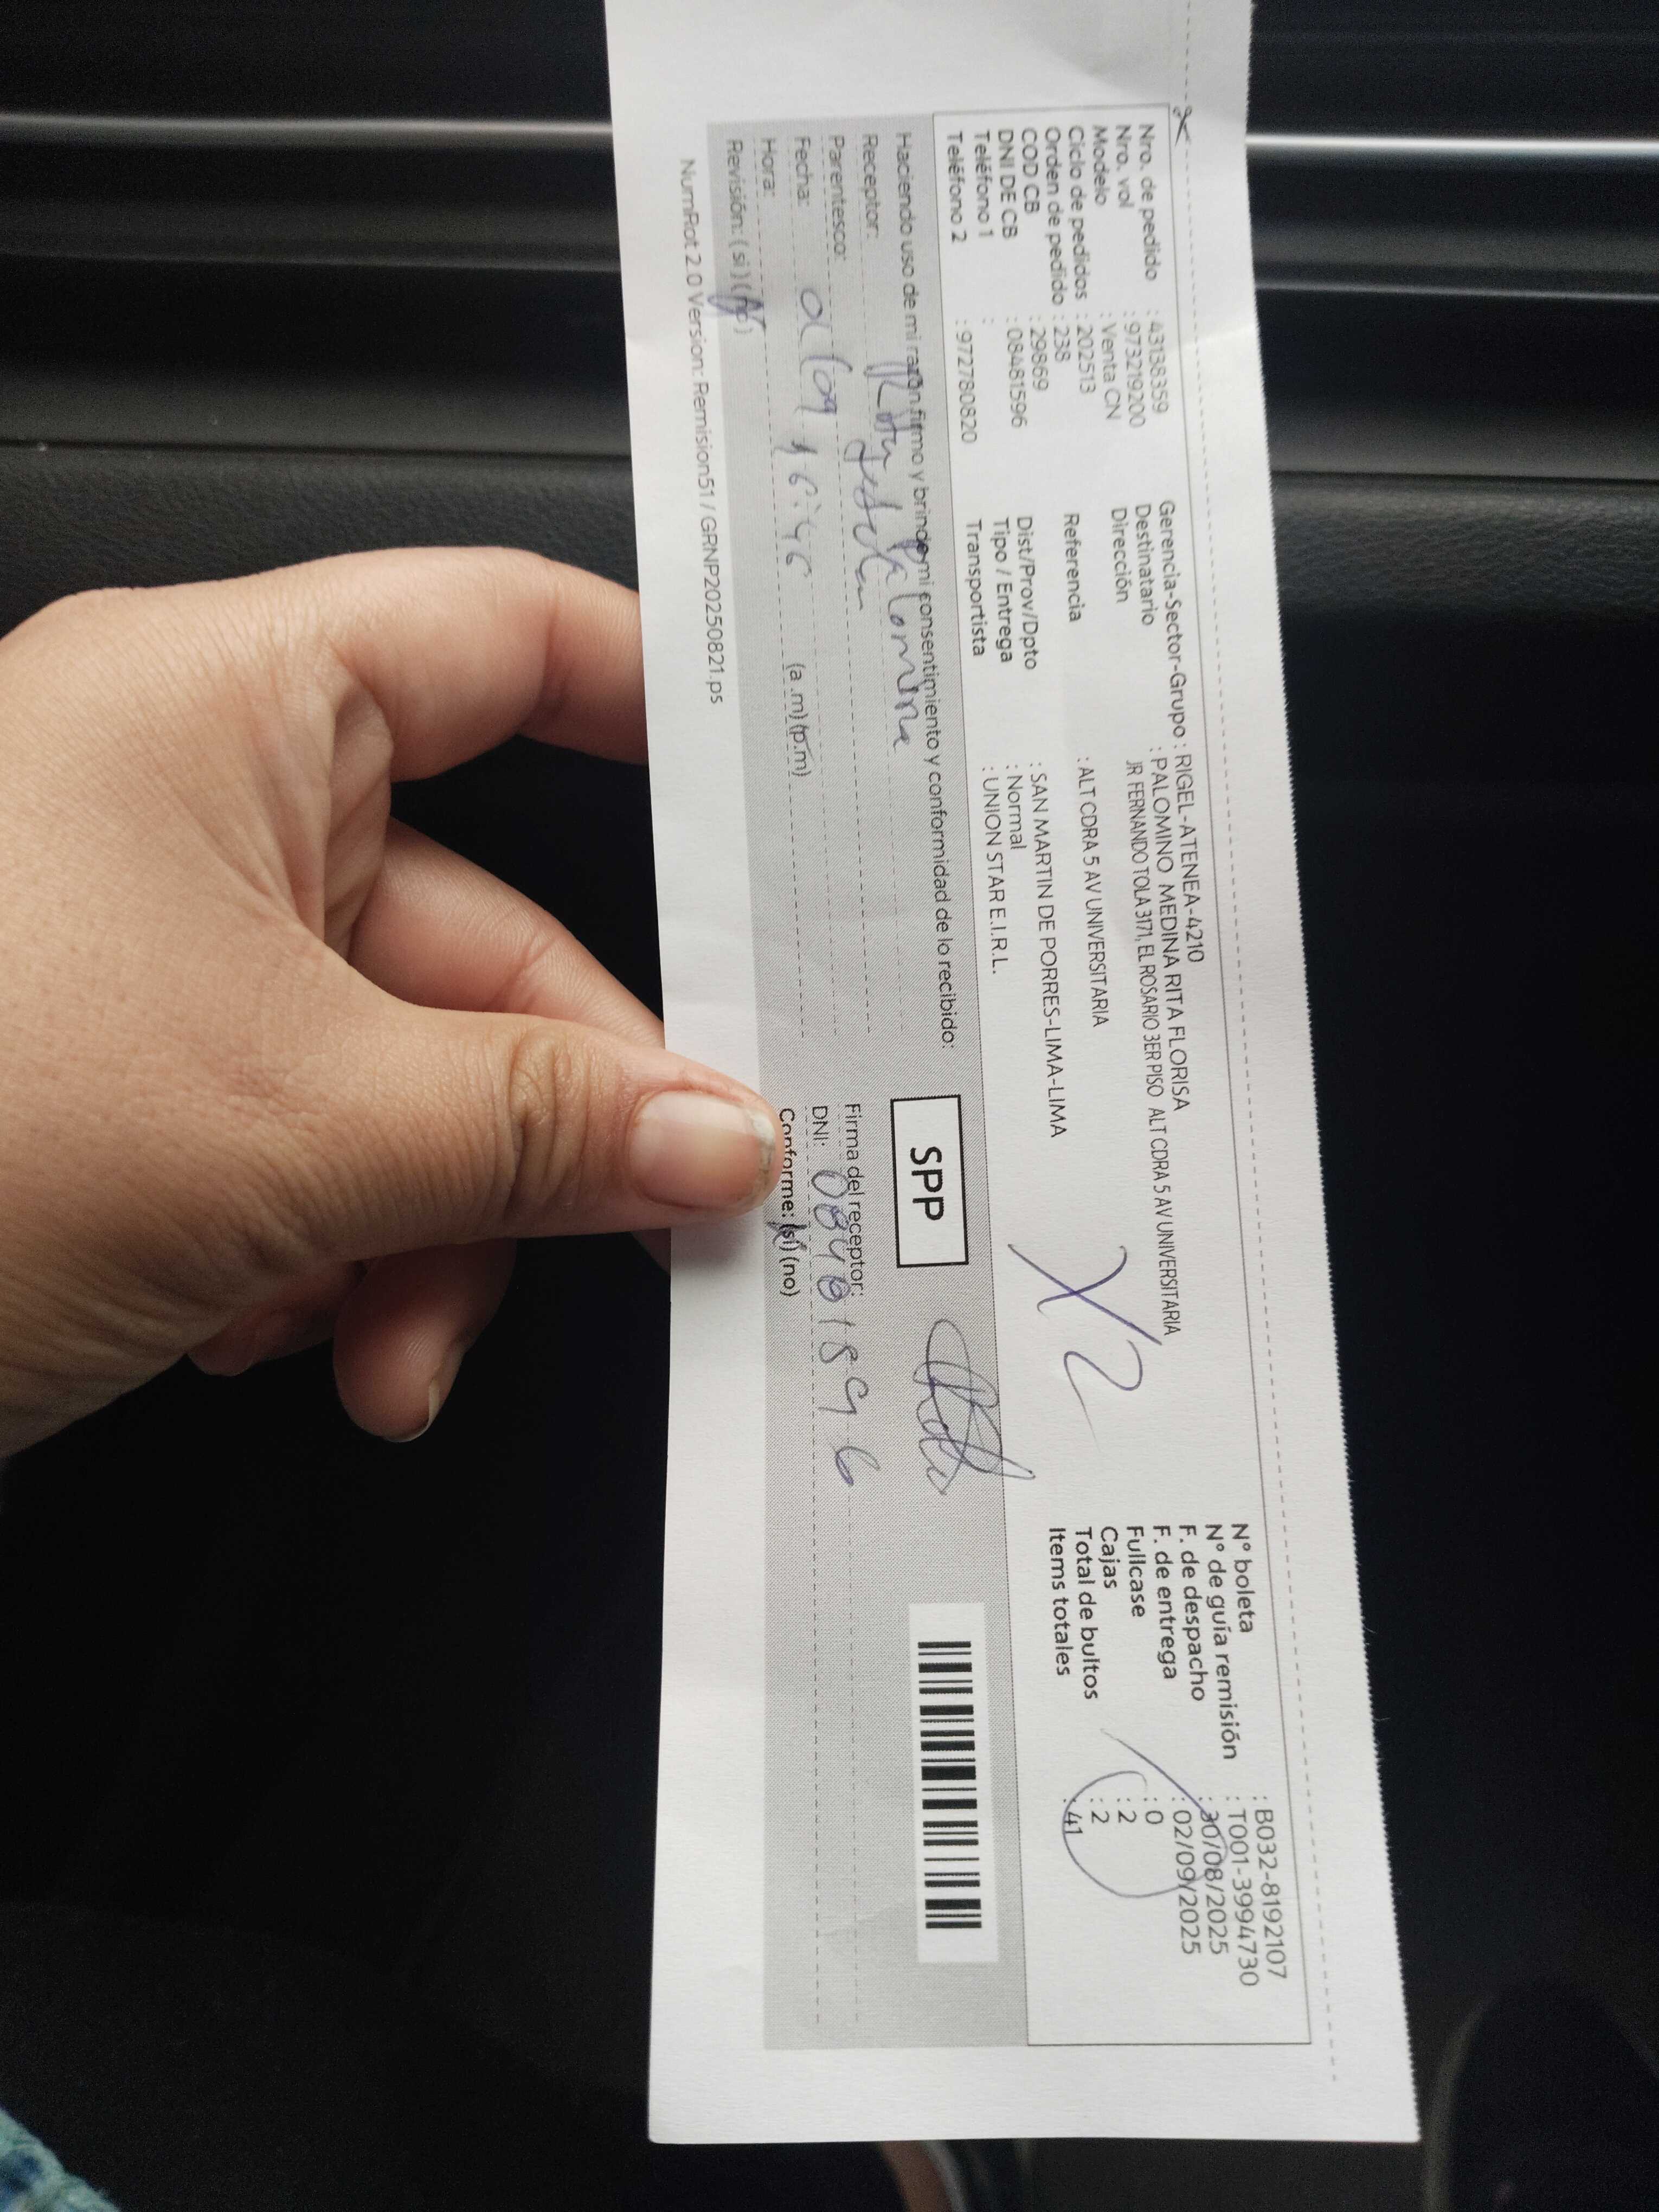 Nro. de pedido : 43138359
Nro. vol : 973219200
Modelo : Venta CN
Ciclo de pedidos : 202513
Orden de pedido : 238
COD CB : 29869
DNI DE CB : 08481596
Teléfono 1 :
Teléfono 2 : 972780820
Gerencia-Sector-Grupo : RIGEL-ATENEA-4210
Destinatario : PALOMINO MEDINA RITA FLORISA
Dirección JR FERNANDO TOLA 3171, EL ROSARIO 3ER PISO ALT CDRA 5 AV UNIVERSITARIA
Referencia : ALT CDRA 5 AV UNIVERSITARIA
Dist/Prov/Dpto : SAN MARTIN DE PORRES-LIMA-LIMA
Tipo / Entrega : Normal
Transportista : UNION STAR E.I.R.L.
X2
N° boleta : B032-8192107
N° de guía remisión : T001-3994730
F. de despacho : 30/08/2025
F. de entrega : 02/09/2025
Fullcase : 0
Cajas : 2
Total de bultos : 2
Items totales : 41
Haciendo uso de mi razón firmo y brindo mi consentimiento y conformidad de lo recibido:
Receptor:
Parentesco:
Fecha:
Hora: 16:46 (a.m) (p.m)
Revisión: (si) (no)
SPP
Firma del receptor:
DNI:
Conforme: (si) (no)
NumRot 2.0 Version: Remision51 / GRNP20250821.ps